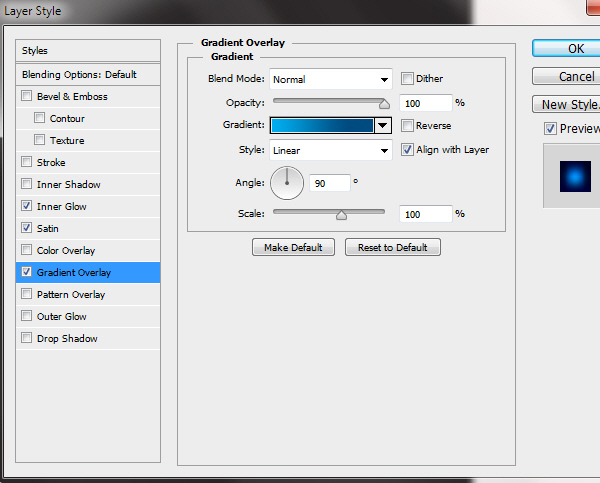 Layer Style
Styles
Blending Options: Default
Bevel & Emboss
Contour
Texture
Stroke
Inner Shadow
Inner Glow
Satin
Color Overlay
Gradient Overlay
Pattern Overlay
Outer Glow
Drop Shadow
Gradient Overlay
Gradient
Blend Mode: Normal Dither
Opacity: 100 %
Gradient: Reverse
Style: Linear Align with Layer
Angle: 90 °
Scale: 100 %
Make Default Reset to Default
OK
Cancel
New Style.
Preview